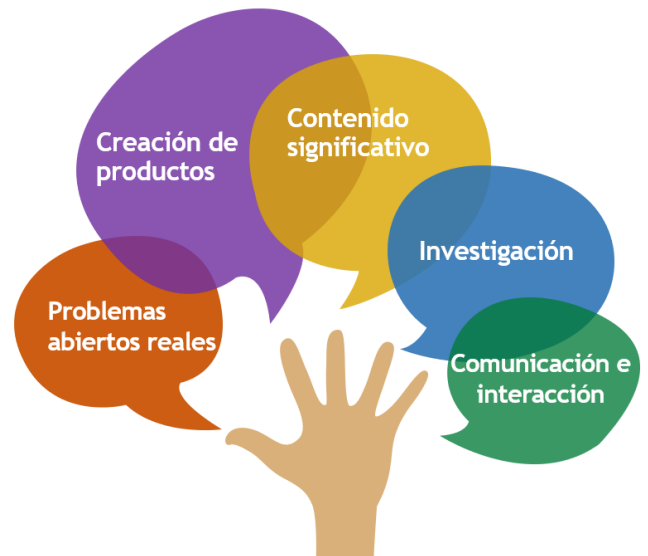 Creación de
productos
Contenido
significativo
Investigación
Problemas
abiertos reales
Comunicación e
interacción